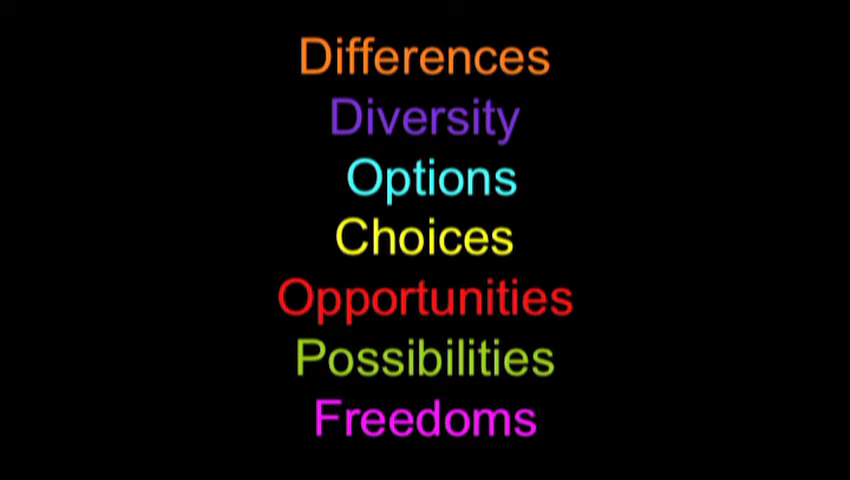 Differences
Diversity
Options
Choices
Opportunities
Possibilities
Freedoms